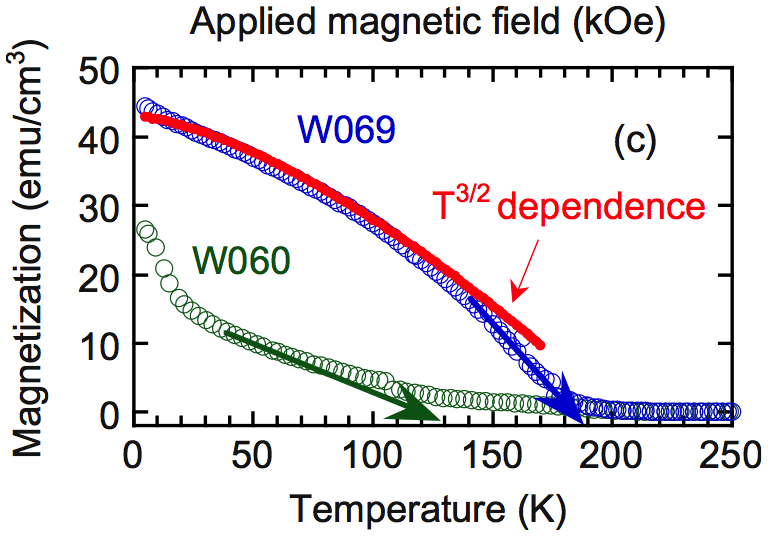 Applied magnetic field (kOe)
Magnetization (emu/cm³)
50
40
30
20
10
0
W069
(c)
T³/² dependence
W060
0 50 100 150 200 250
Temperature (K)